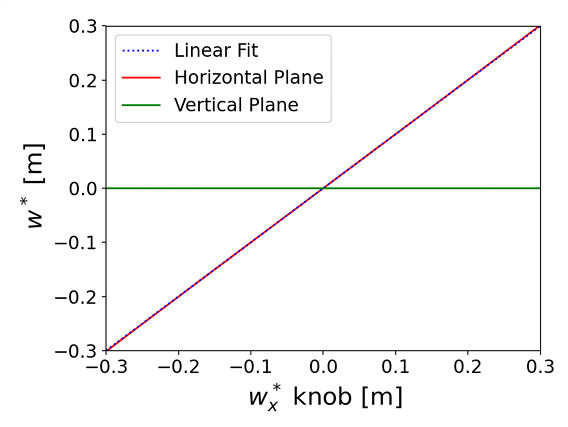 Linear Fit
Horizontal Plane
Vertical Plane
0.3
0.2
0.1
0.0
−0.1
−0.2
−0.3
w* [m]
−0.3 −0.2 −0.1 0.0 0.1 0.2 0.3
w_x^* knob [m]